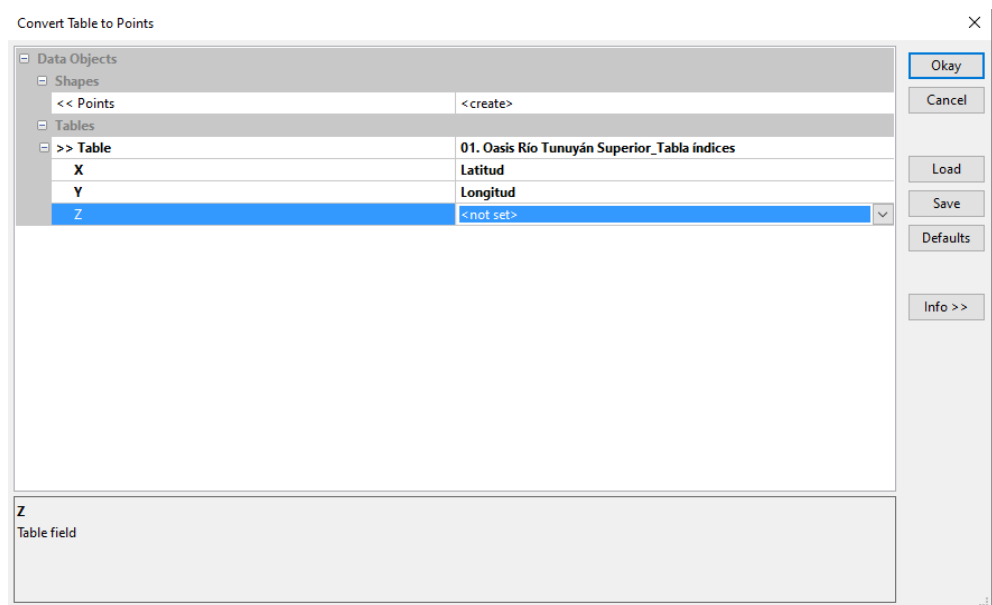 Convert Table to Points
Data Objects
Shapes
<< Points <create>
Tables
>> Table 01. Oasis Río Tunuyán Superior_Tabla índices
X Latitud
Y Longitud
Z <not set>
Okay
Cancel
Load
Save
Defaults
Info >>
Z
Table field